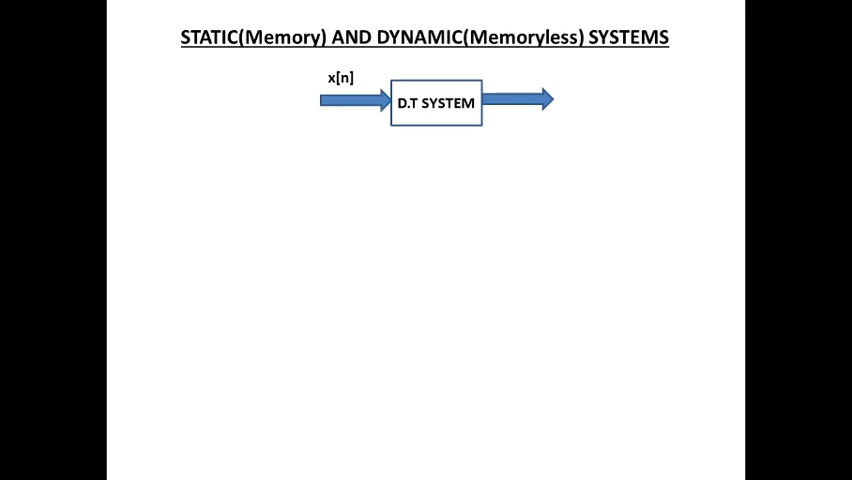 STATIC(Memory) AND DYNAMIC(Memoryless) SYSTEMS
x[n]
D.T SYSTEM